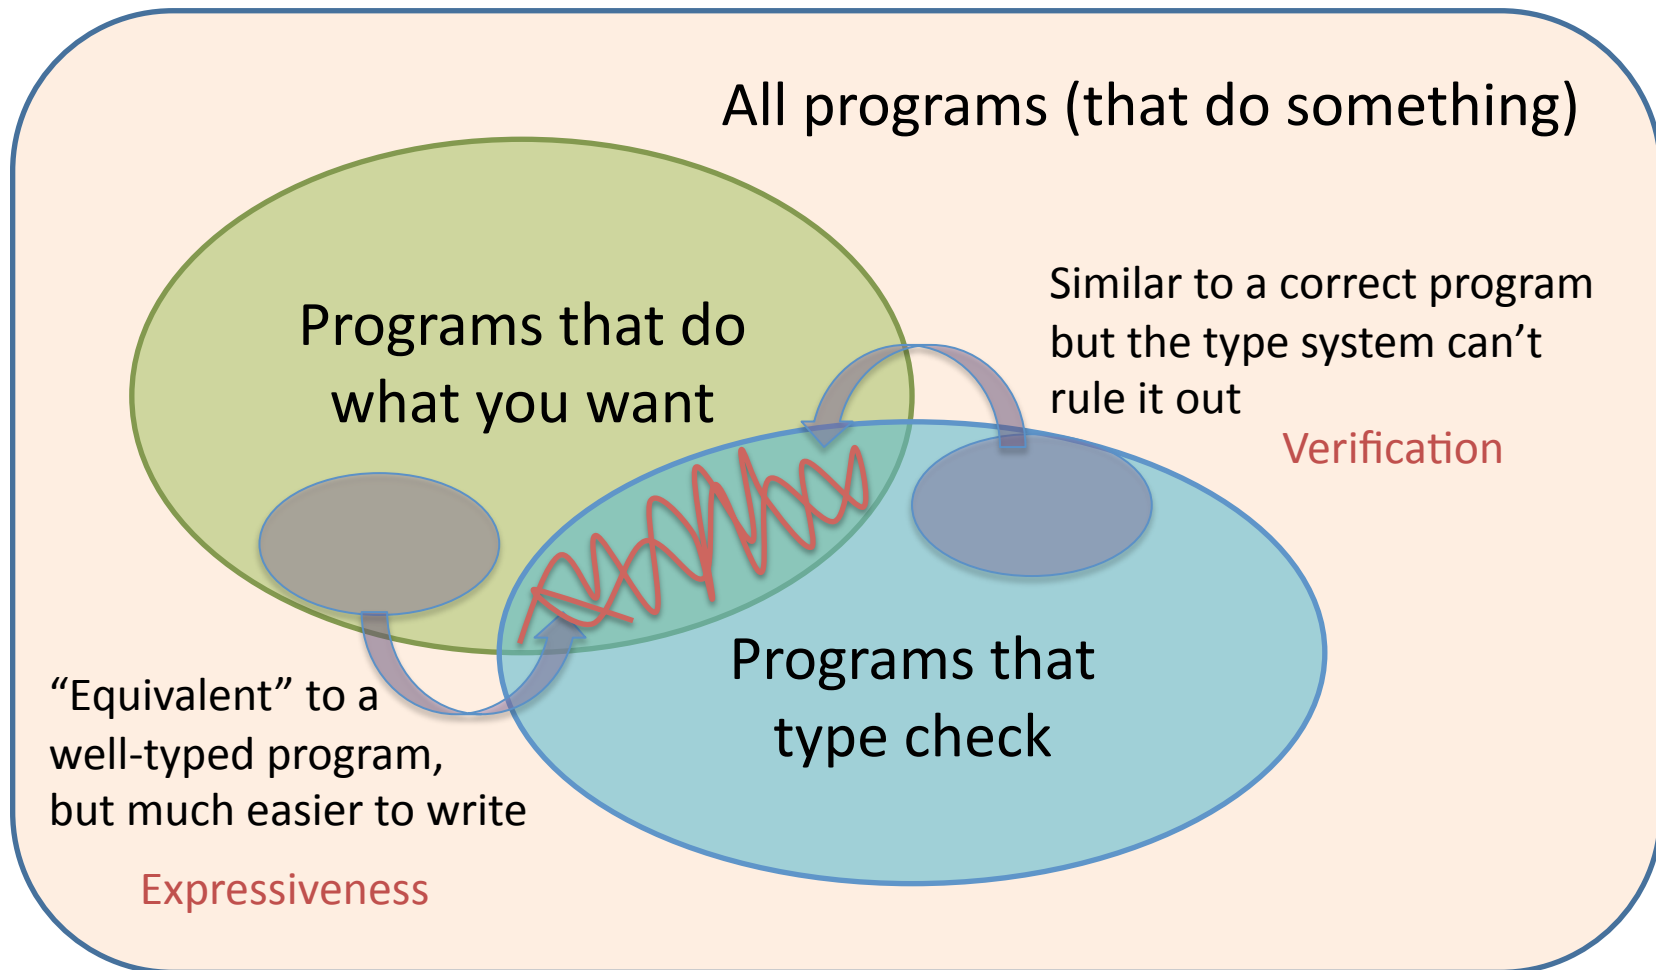 All programs (that do something)
Programs that do
what you want
Similar to a correct program
but the type system can’t
rule it out
Verification
Programs that
type check
“Equivalent” to a
well-typed program,
but much easier to write
Expressiveness